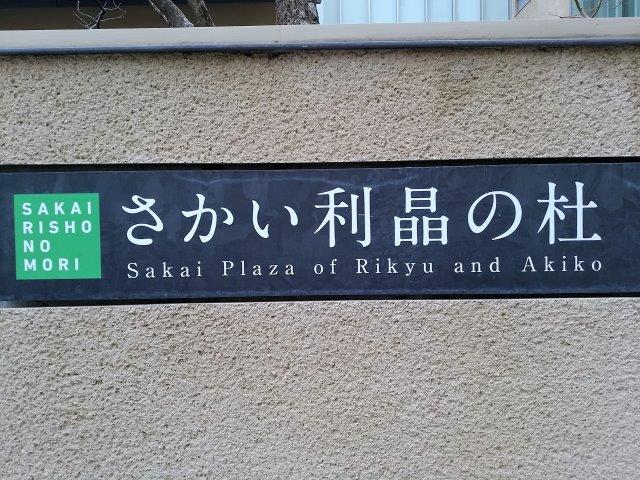 SAKAI
RISHO
NO
MORI
さかい利晶の杜
Sakai Plaza of Rikyu and Akiko